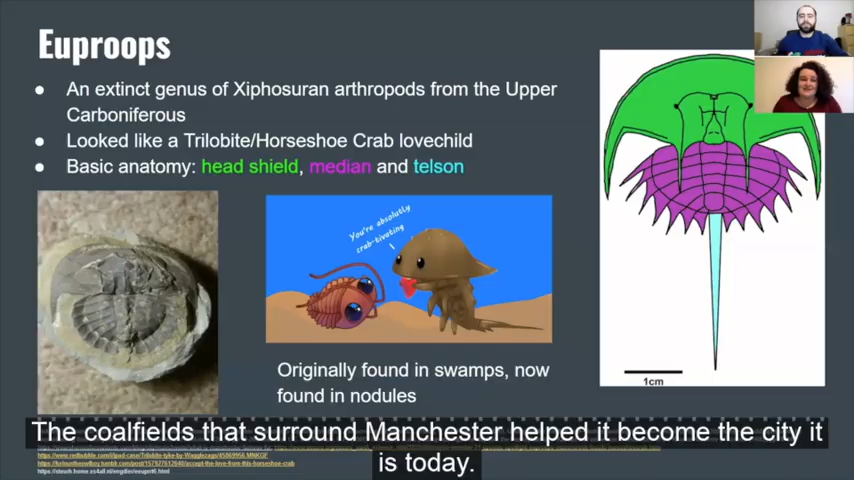 Euproops
● An extinct genus of Xiphosuran arthropods from the Upper
Carboniferous
● Looked like a Trilobite/Horseshoe Crab lovechild
● Basic anatomy: head shield, median and telson
You're absolutly
crab-tivating
1cm
Originally found in swamps, now
found in nodules
The coalfields that surround Manchester helped it become the city it
is today.